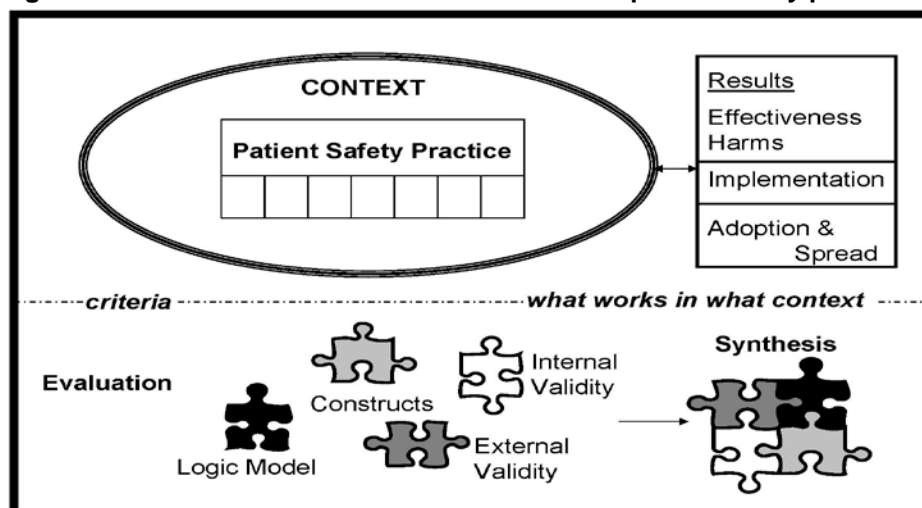 CONTEXT
Patient Safety Practice
Results
Effectiveness
Harms
Implementation
Adoption &
Spread
criteria
what works in what context
Evaluation
Logic Model
Constructs
Internal
Validity
External
Validity
Synthesis